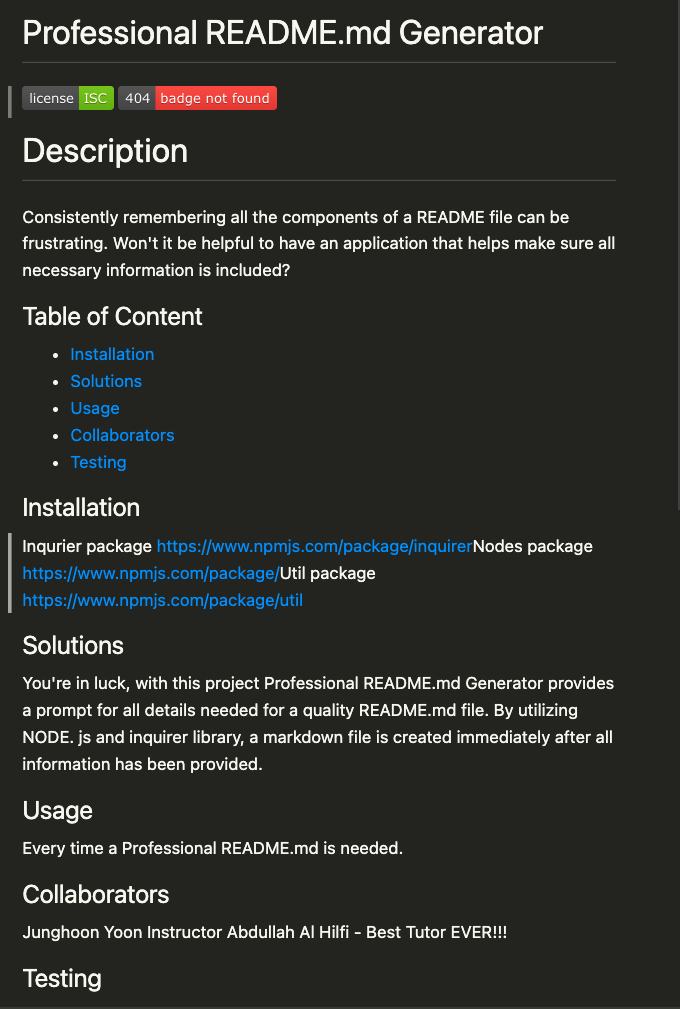 Professional README.md Generator
license ISC 404 badge not found
Description
Consistently remembering all the components of a README file can be
frustrating. Won't it be helpful to have an application that helps make sure all
necessary information is included?
Table of Content
Installation
Solutions
Usage
Collaborators
Testing
Installation
Inqurier package https://www.npmjs.com/package/inquirerNodes package
https://www.npmjs.com/package/Util package
https://www.npmjs.com/package/util
Solutions
You're in luck, with this project Professional README.md Generator provides
a prompt for all details needed for a quality README.md file. By utilizing
NODE. js and inquirer library, a markdown file is created immediately after all
information has been provided.
Usage
Every time a Professional README.md is needed.
Collaborators
Junghoon Yoon Instructor Abdullah Al Hilfi - Best Tutor EVER!!!
Testing